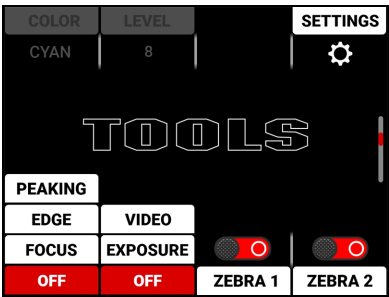 COLOR LEVEL SETTINGS
CYAN 8
TOOLS
PEAKING
EDGE VIDEO
FOCUS EXPOSURE
OFF OFF ZEBRA 1 ZEBRA 2